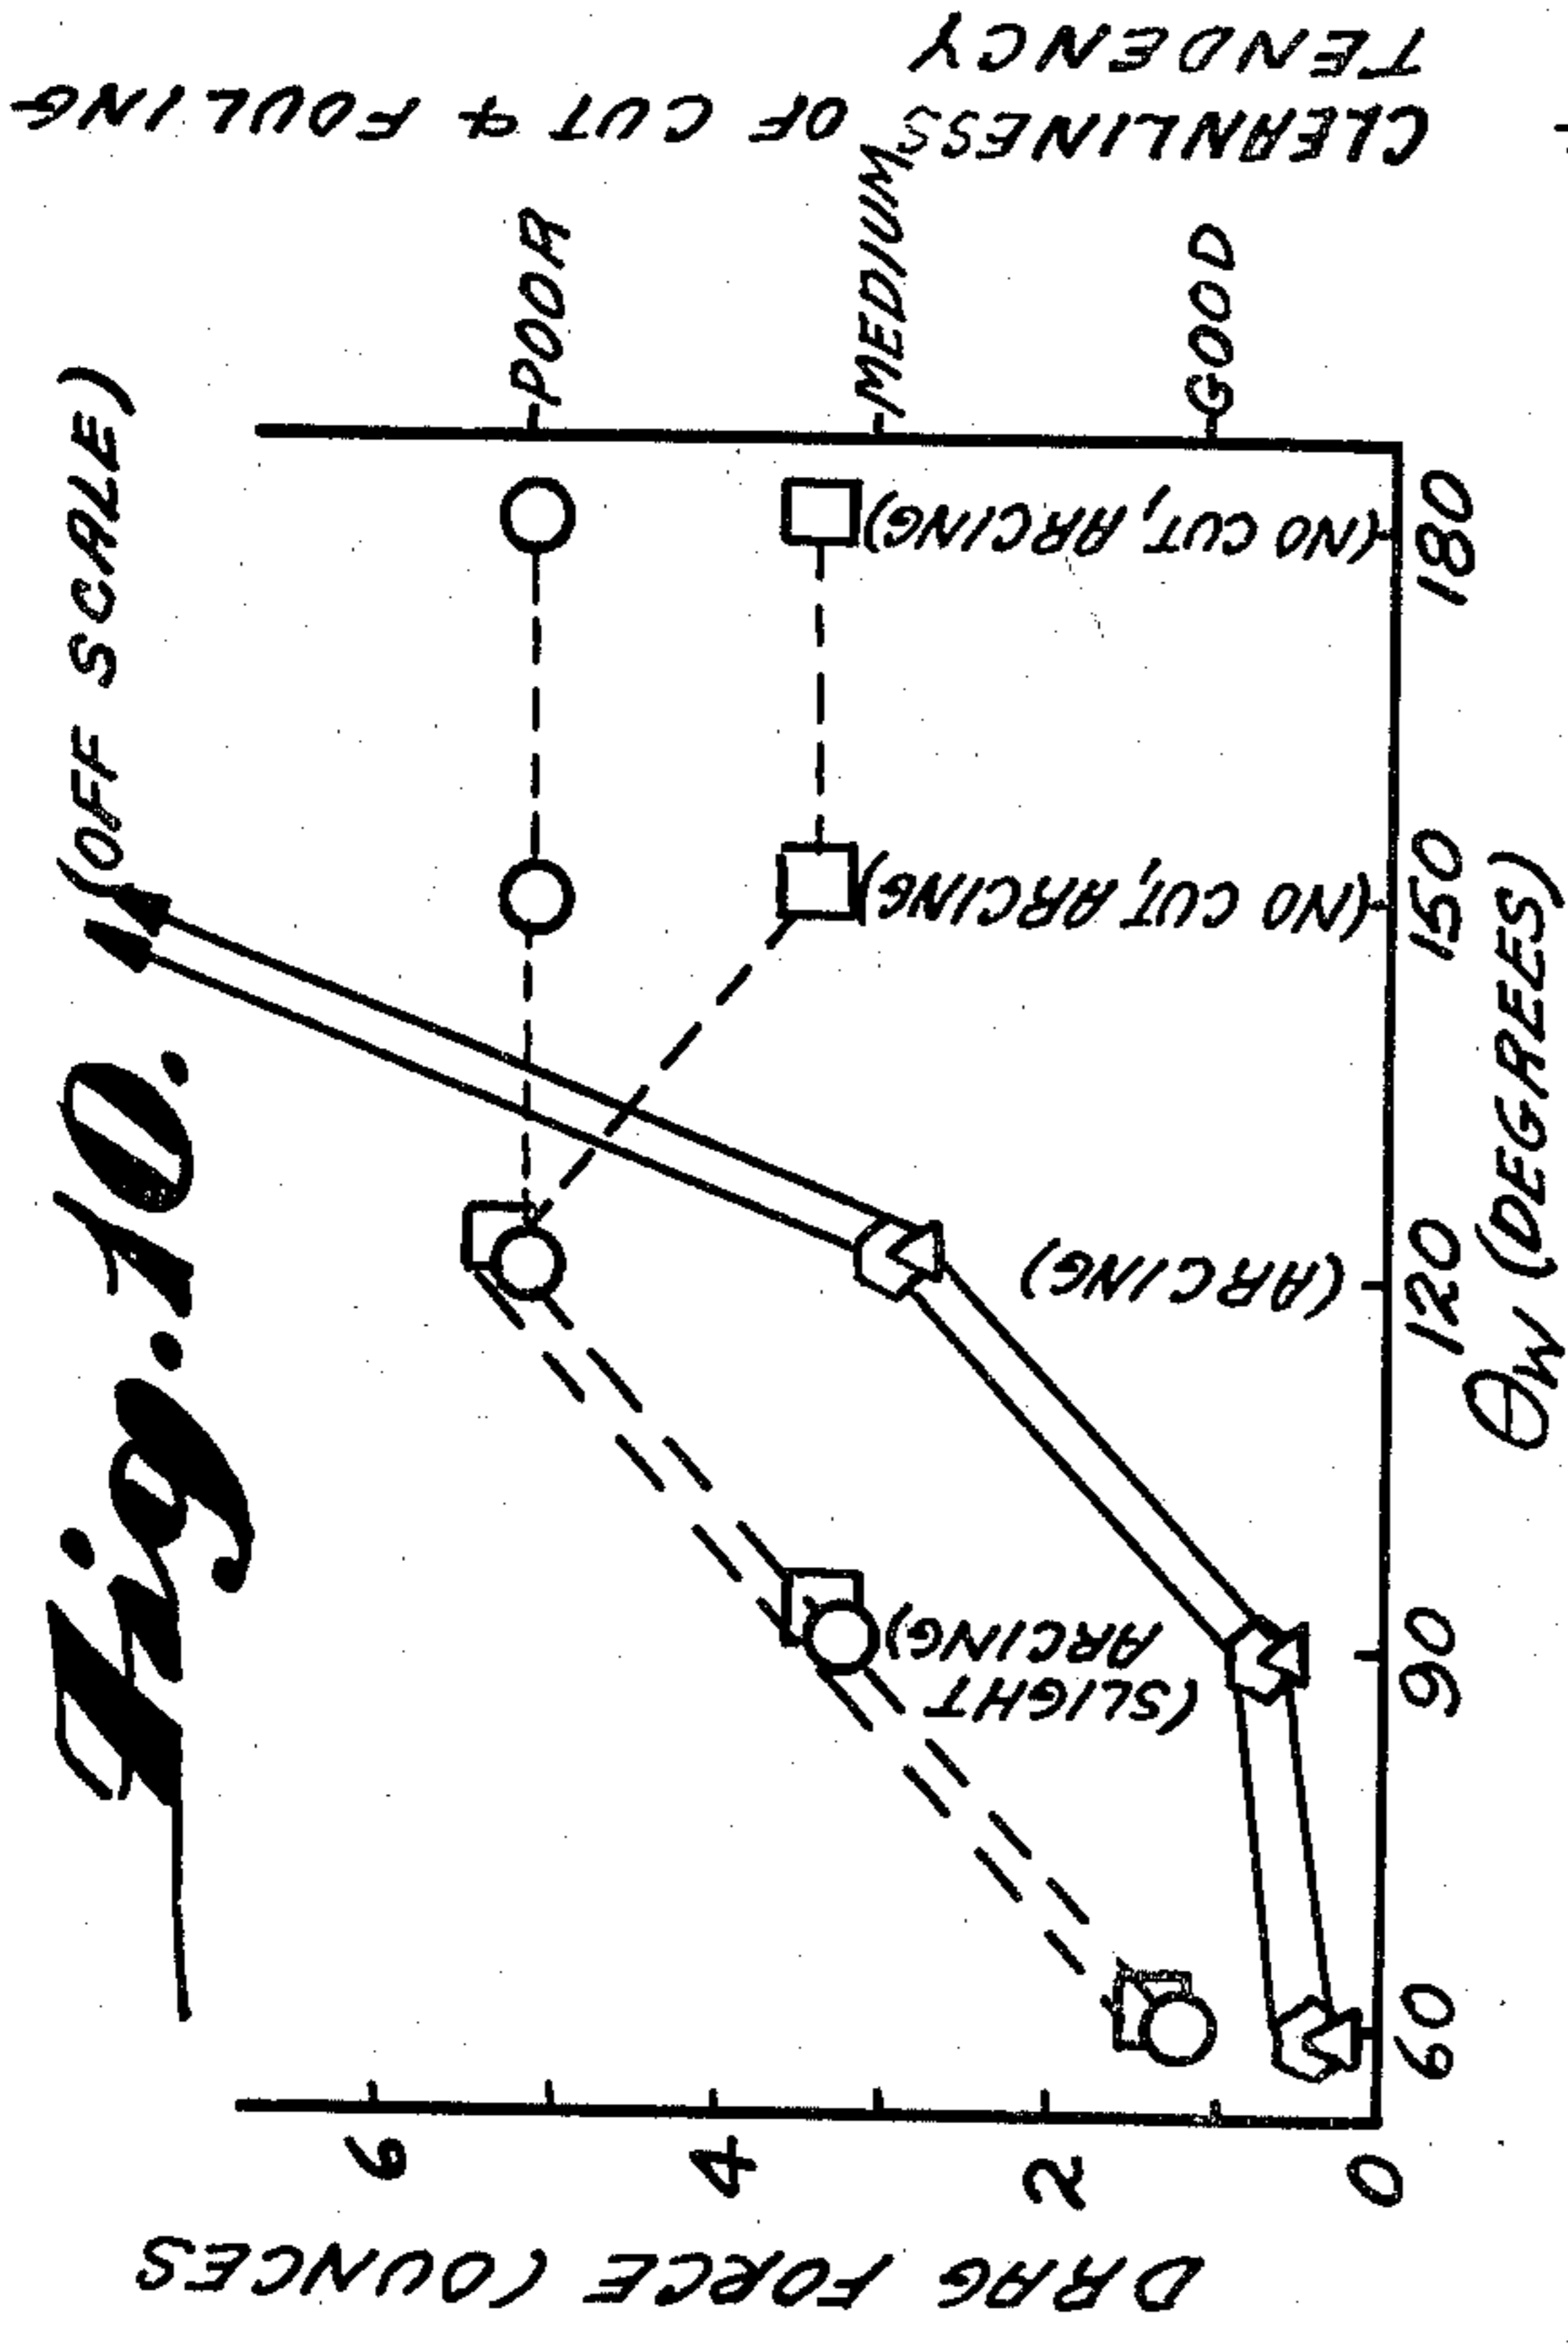 Fig. 10.
(OFF SCALE)
DRAG FORCE (OUNCES
6
4
2
0
POOR
MEDIUM
GOOD
CLEANLINESS OF CUT & FOULING
TENDENCY
(SLIGHT
ARCING)
(ARCING)
(NO CUT, ARCING)
(NO CUT, ARCING)
60
90
120
150
180
ΘW (DEGREES)